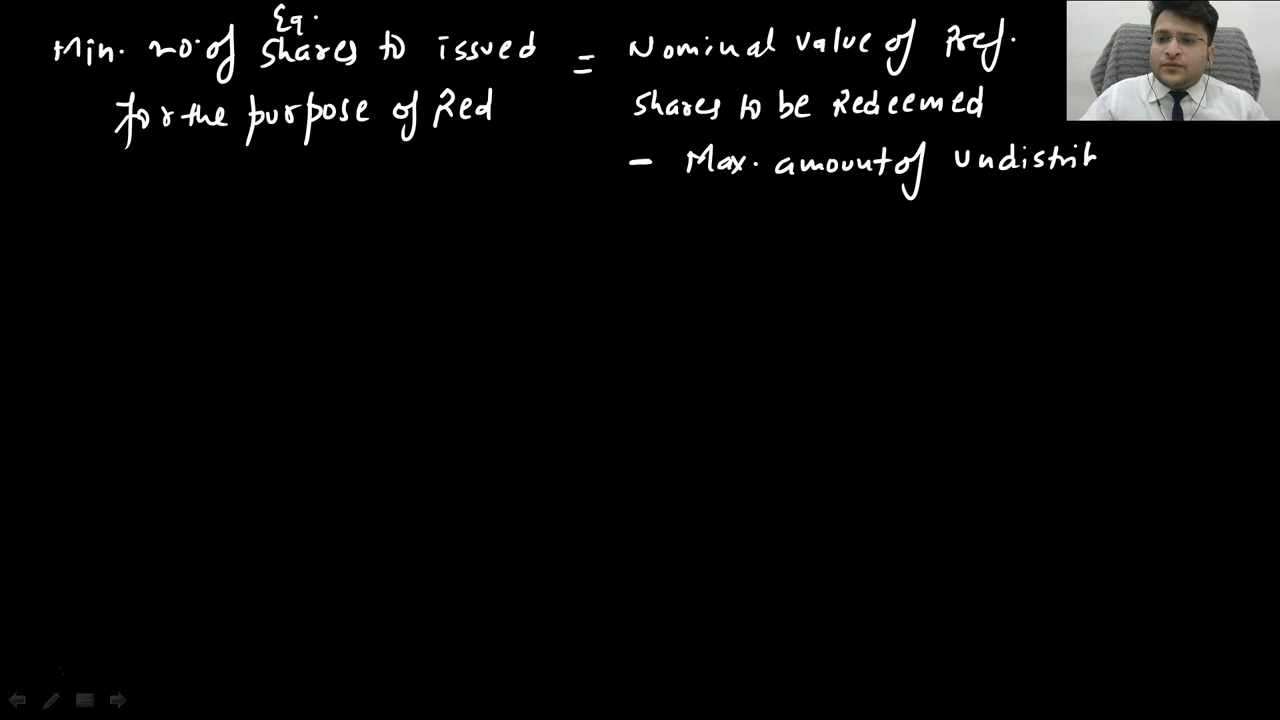 Eq.
Min. no. of Shares to issued
for the purpose of Red
=
Nominal value of Pref.
Shares to be Redeemed
- Max. amount of undistrib